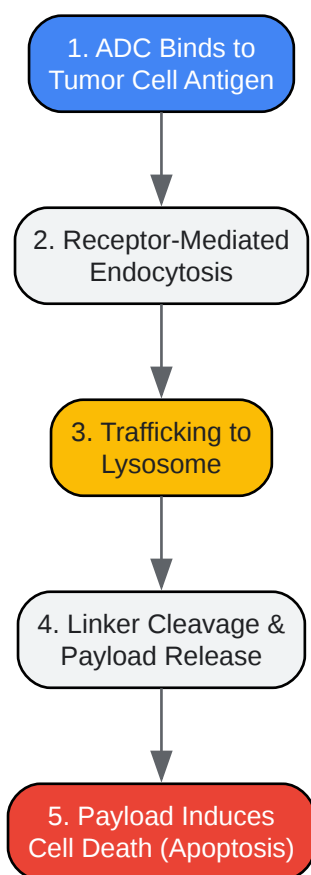 1. ADC Binds to
Tumor Cell Antigen
2. Receptor-Mediated
Endocytosis
3. Trafficking to
Lysosome
4. Linker Cleavage &
Payload Release
5. Payload Induces
Cell Death (Apoptosis)